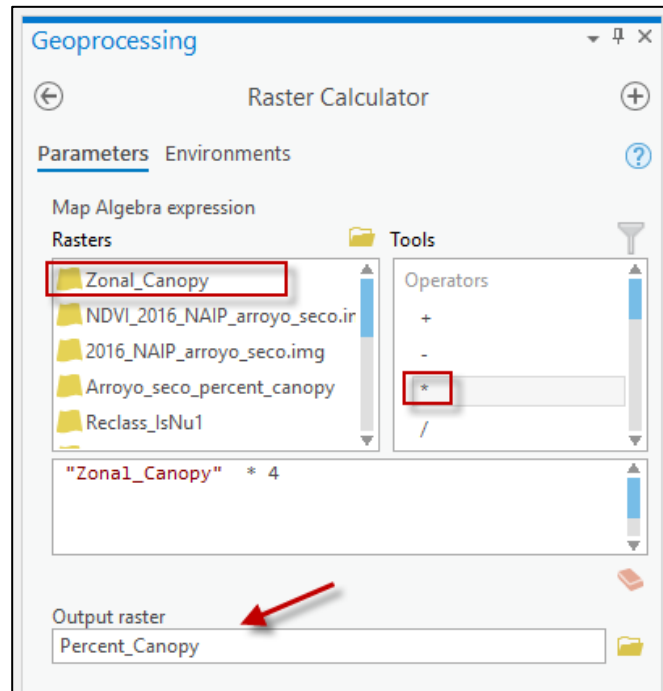 Geoprocessing
Raster Calculator
Parameters Environments
Map Algebra expression
Rasters
Zonal_Canopy
NDVI_2016_NAIP_arroyo_seco.ir
2016_NAIP_arroyo_seco.img
Arroyo_seco_percent_canopy
Reclass_IsNu1
Tools
Operators
+
-
*
/
"Zonal_Canopy" * 4
Output raster
Percent_Canopy